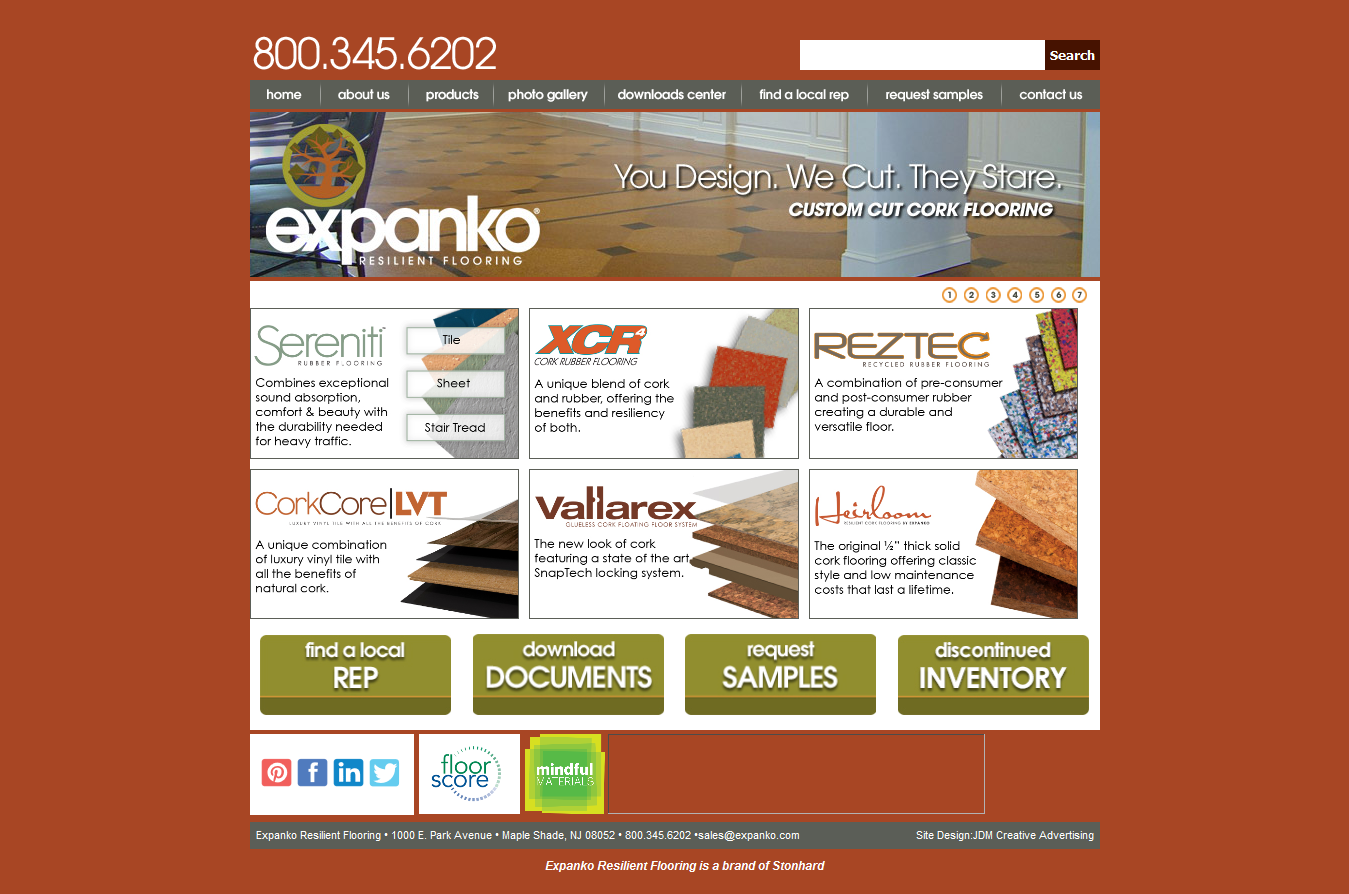 800.345.6202
Search
home
about us
products
photo gallery
downloads center
find a local rep
request samples
contact us
You Design. We Cut. They Stare.
CUSTOM CUT CORK FLOORING
expanko®
RESILIENT FLOORING
1 2 3 4 5 6 7
Sereniti
RUBBER FLOORING
Combines exceptional
sound absorption,
comfort & beauty with
the durability needed
for heavy traffic.
Tile
Sheet
Stair Tread
XCR4
CORK RUBBER FLOORING
A unique blend of cork
and rubber, offering the
benefits and resiliency
of both.
REZTEC
RECYCLED RUBBER FLOORING
A combination of pre-consumer
and post-consumer rubber
creating a durable and
versatile floor.
CorkCore|LVT
LUXURY VINYL TILE WITH ALL THE BENEFITS OF CORK
A unique combination
of luxury vinyl tile with
all the benefits of
natural cork.
Vallarex
GLUELESS CORK FLOATING FLOOR SYSTEM
The new look of cork
featuring a state of the art
SnapTech locking system.
Heirloom
RESILIENT CORK FLOORING BY EXPANKO
The original ½” thick solid
cork flooring offering classic
style and low maintenance
costs that last a lifetime.
find a local
REP
download
DOCUMENTS
request
SAMPLES
discontinued
INVENTORY
floor
score
mindful
MATERIALS
Expanko Resilient Flooring • 1000 E. Park Avenue • Maple Shade, NJ 08052 • 800.345.6202 •sales@expanko.com
Site Design:JDM Creative Advertising
Expanko Resilient Flooring is a brand of Stonhard